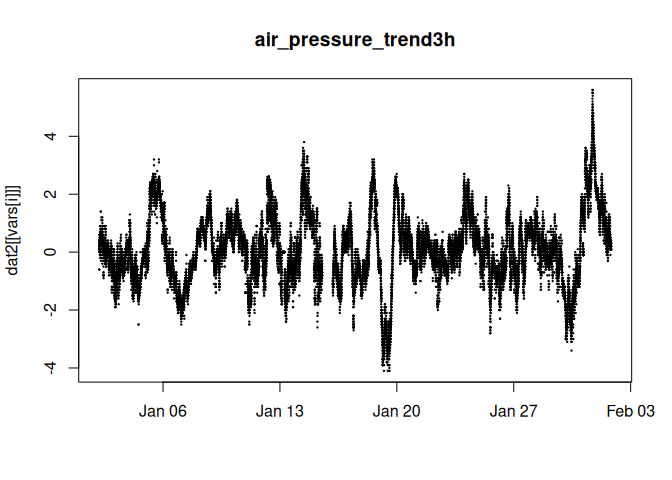 air_pressure_trend3h
dat2[[vars[i]]]
4
2
0
-2
-4
Jan 06
Jan 13
Jan 20
Jan 27
Feb 03